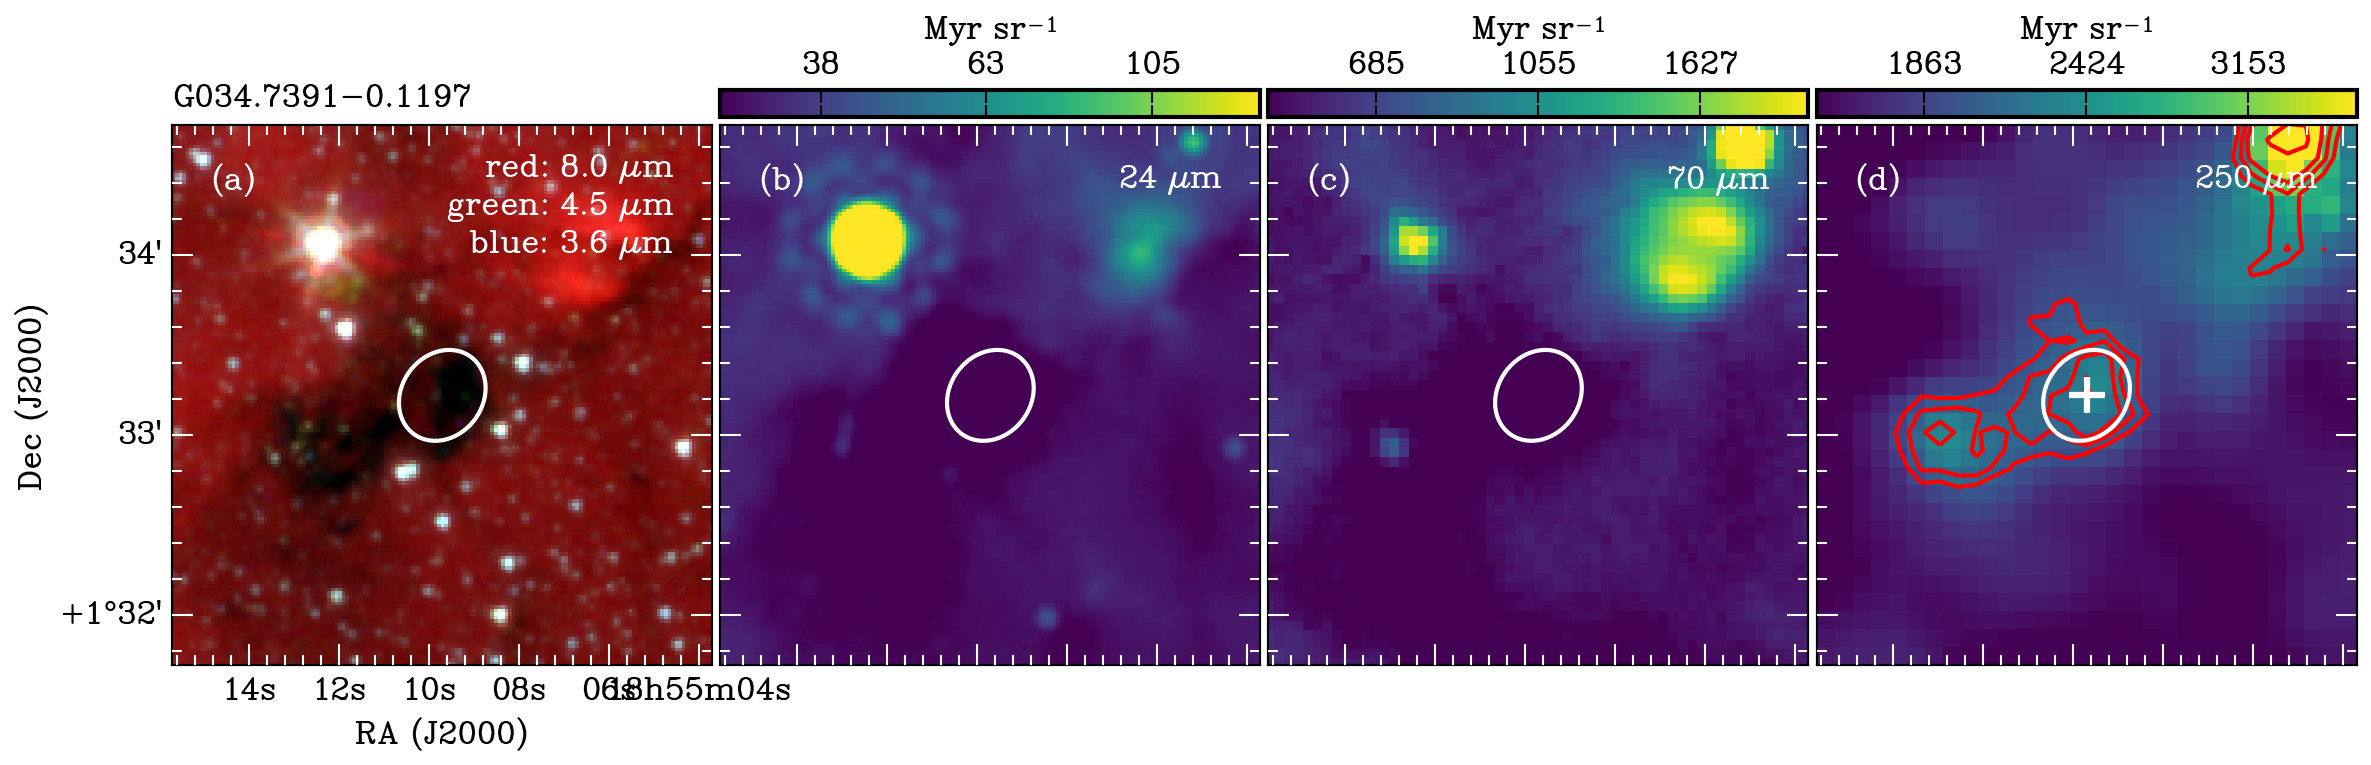 Myr sr⁻¹ Myr sr⁻¹ Myr sr⁻¹
38 63 105 685 1055 1627 1863 2424 3153
G034.7391−0.1197
(a) red: 8.0 μm
green: 4.5 μm
blue: 3.6 μm
(b) 24 μm
(c) 70 μm
(d) 250 μm
34'
33'
+1°32'
Dec (J2000)
14s 12s 10s 08s 06s 18h55m04s
RA (J2000)